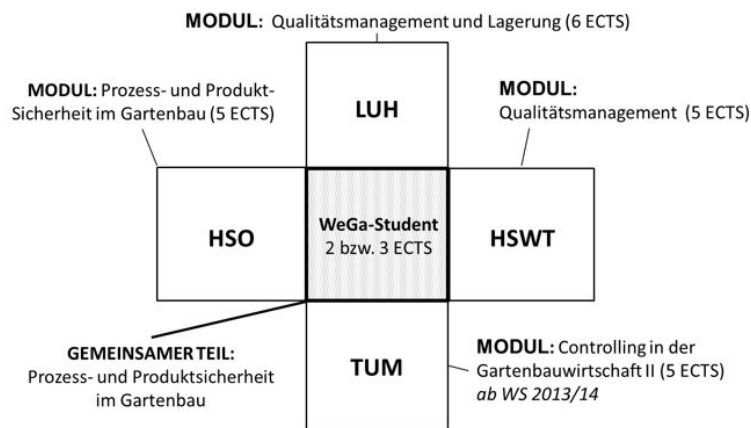 MODUL: Qualitätsmanagement und Lagerung (6 ECTS)
MODUL: Prozess- und Produkt-
Sicherheit im Gartenbau (5 ECTS)
LUH
MODUL:
Qualitätsmanagement (5 ECTS)
HSO
WeGa-Student
2 bzw. 3 ECTS
HSWT
GEMEINSAMER TEIL:
Prozess- und Produktsicherheit
im Gartenbau
TUM
MODUL: Controlling in der
Gartenbauwirtschaft II (5 ECTS)
ab WS 2013/14